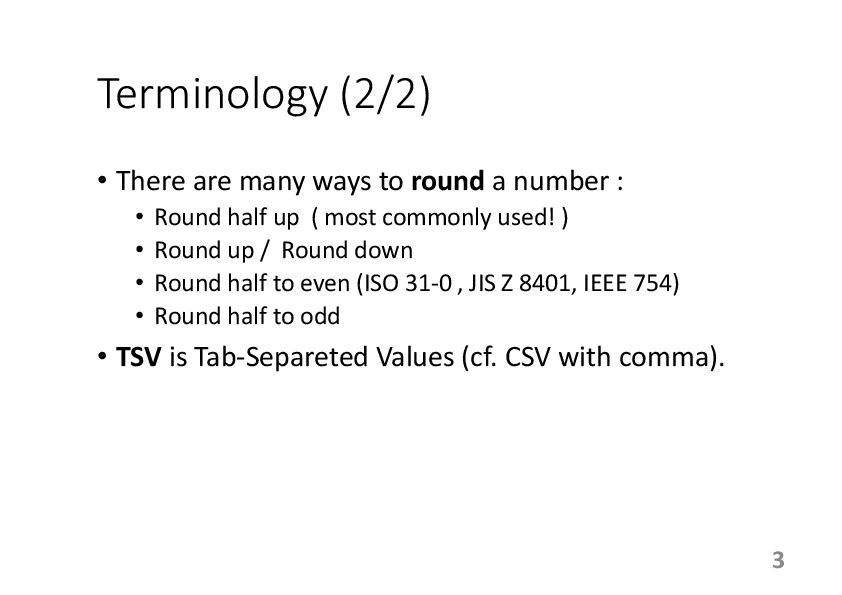 Terminology (2/2)
• There are many ways to round a number :
• Round half up ( most commonly used! )
• Round up / Round down
• Round half to even (ISO 31-0 , JIS Z 8401, IEEE 754)
• Round half to odd
• TSV is Tab-Separeted Values (cf. CSV with comma).
3